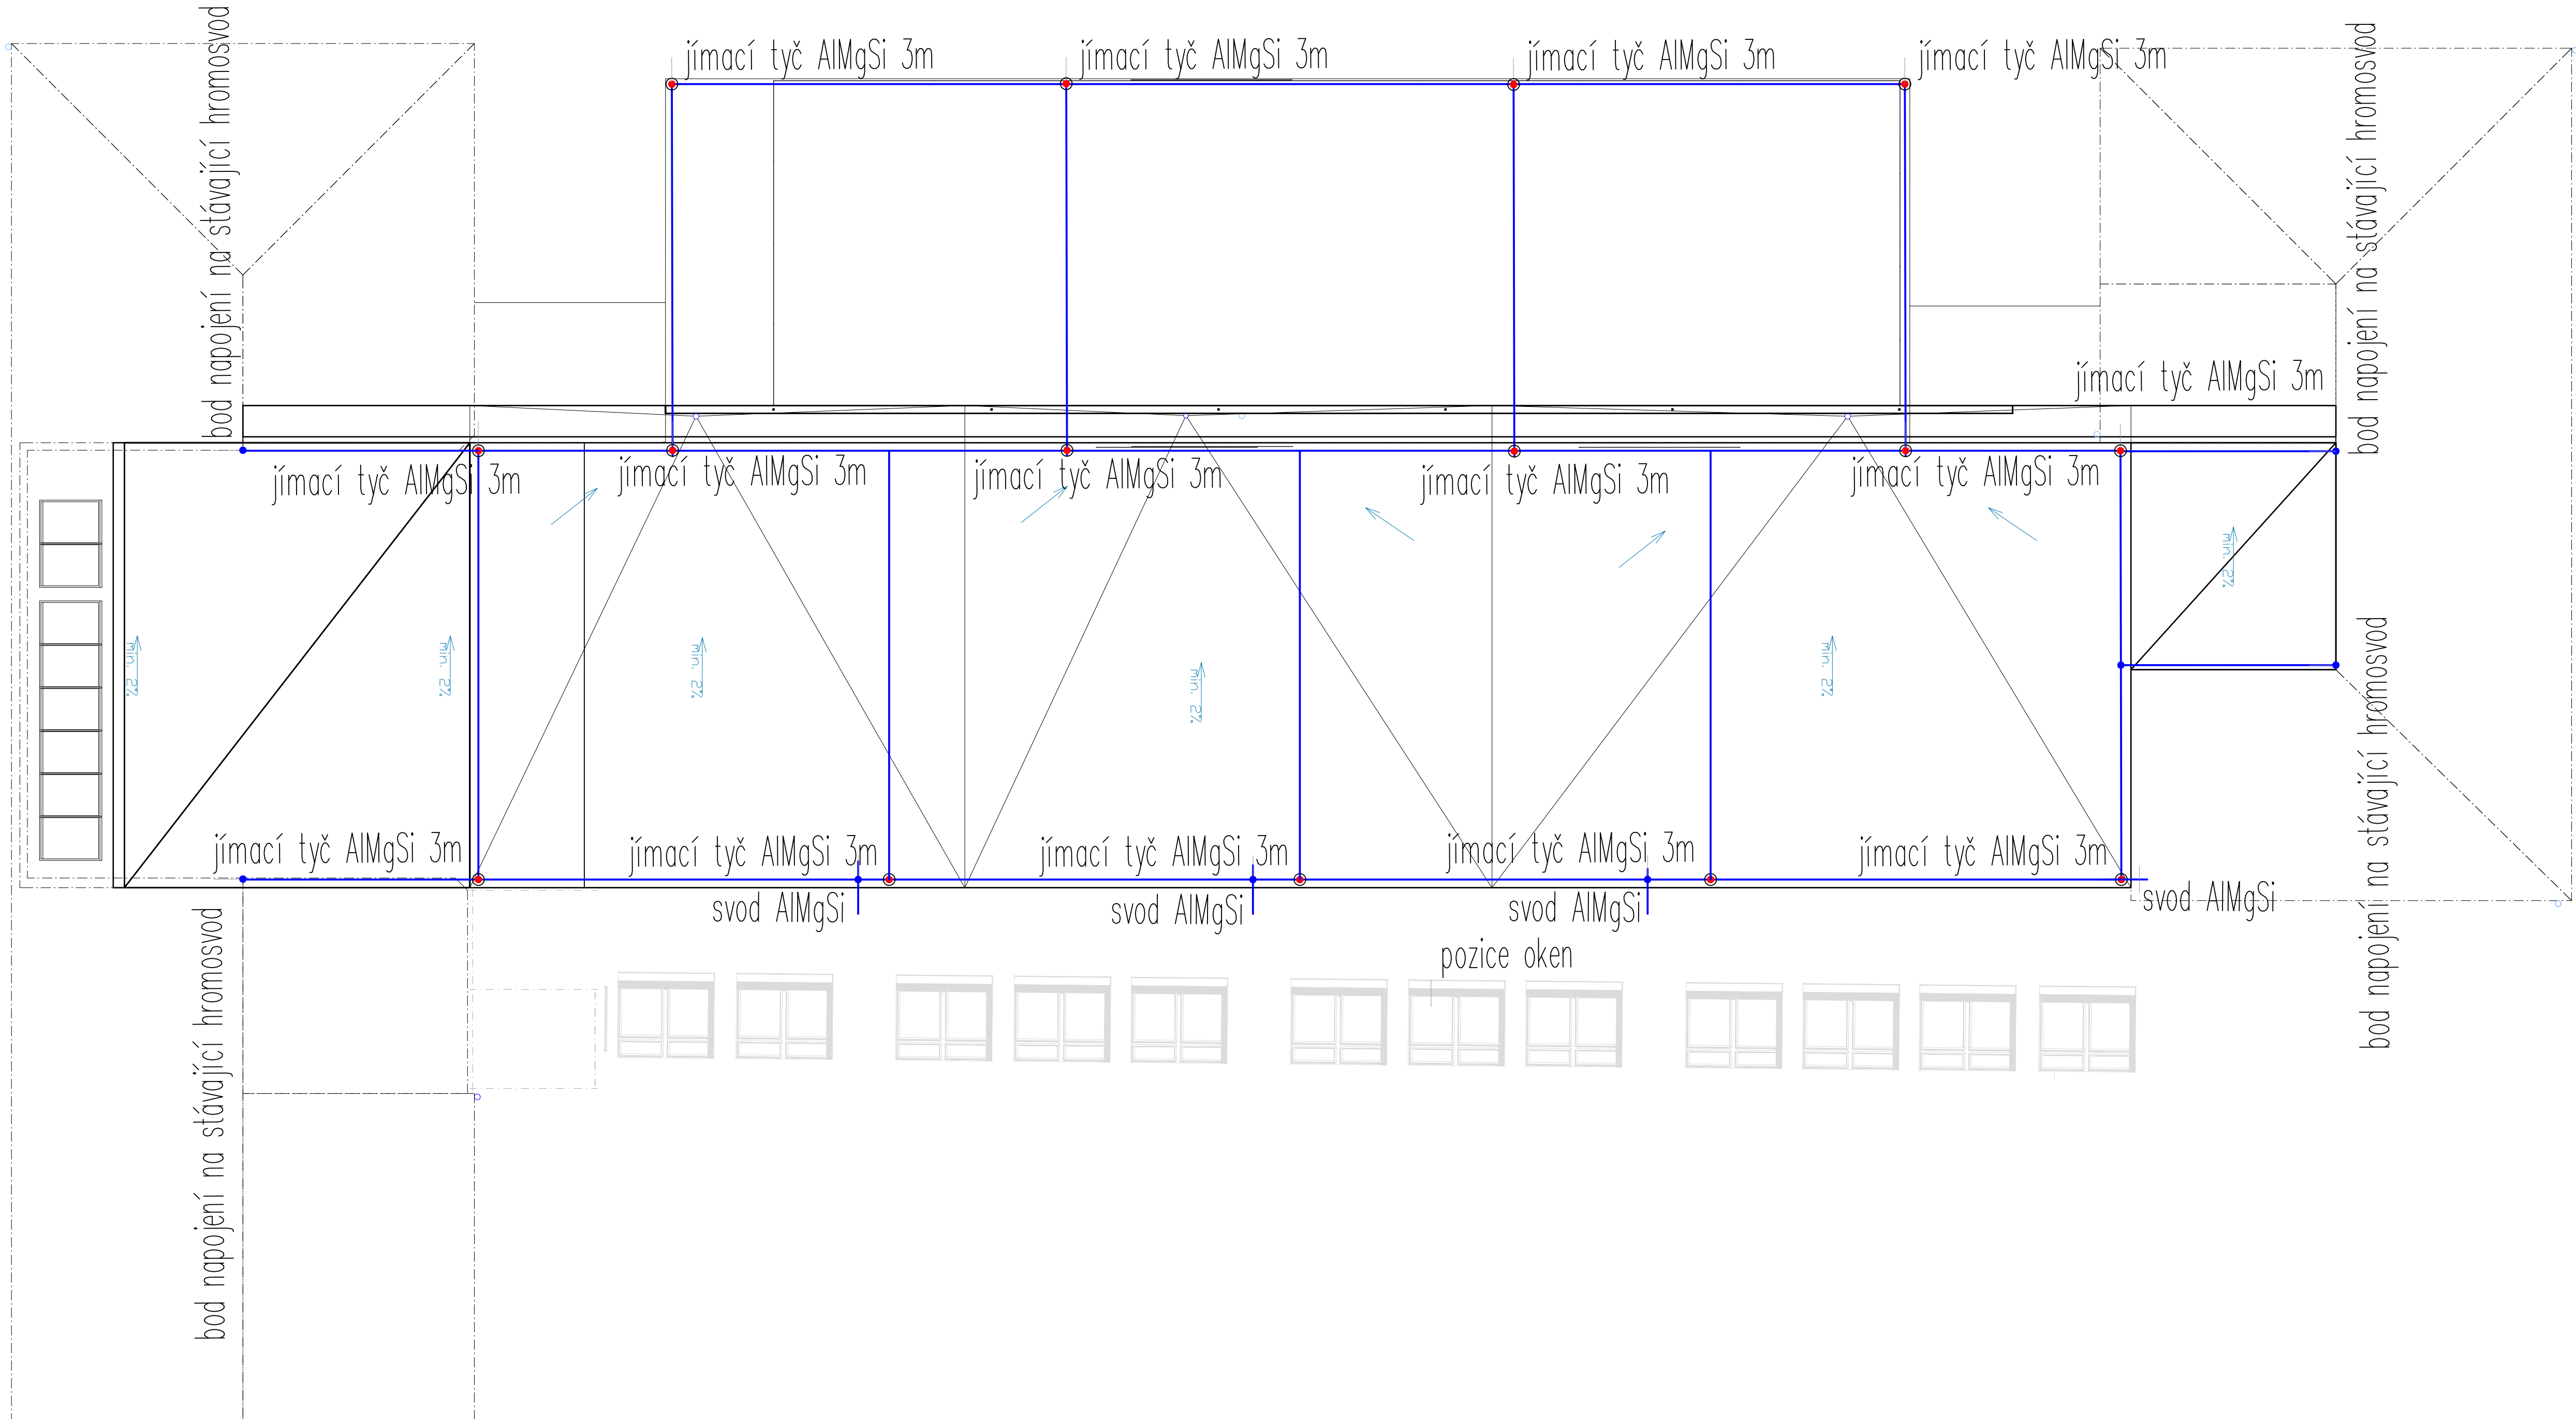 jímací tyč AlMgSi 3m
jímací tyč AlMgSi 3m
jímací tyč AlMgSi 3m
jímací tyč AlMgSi 3m
bod napojení na stávající hromosvod
bod napojení na stávající hromosvod
jímací tyč AlMgSi 3m
jímací tyč AlMgSi 3m
jímací tyč AlMgSi 3m
jímací tyč AlMgSi 3m
jímací tyč AlMgSi 3m
jímací tyč AlMgSi 3m
min. 2%
min. 2%
min. 2%
min. 2%
min. 2%
min. 2%
jímací tyč AlMgSi 3m
jímací tyč AlMgSi 3m
jímací tyč AlMgSi 3m
jímací tyč AlMgSi 3m
jímací tyč AlMgSi 3m
svod AlMgSi
svod AlMgSi
svod AlMgSi
svod AlMgSi
pozice oken
bod napojení na stávající hromosvod
bod napojení na stávající hromosvod